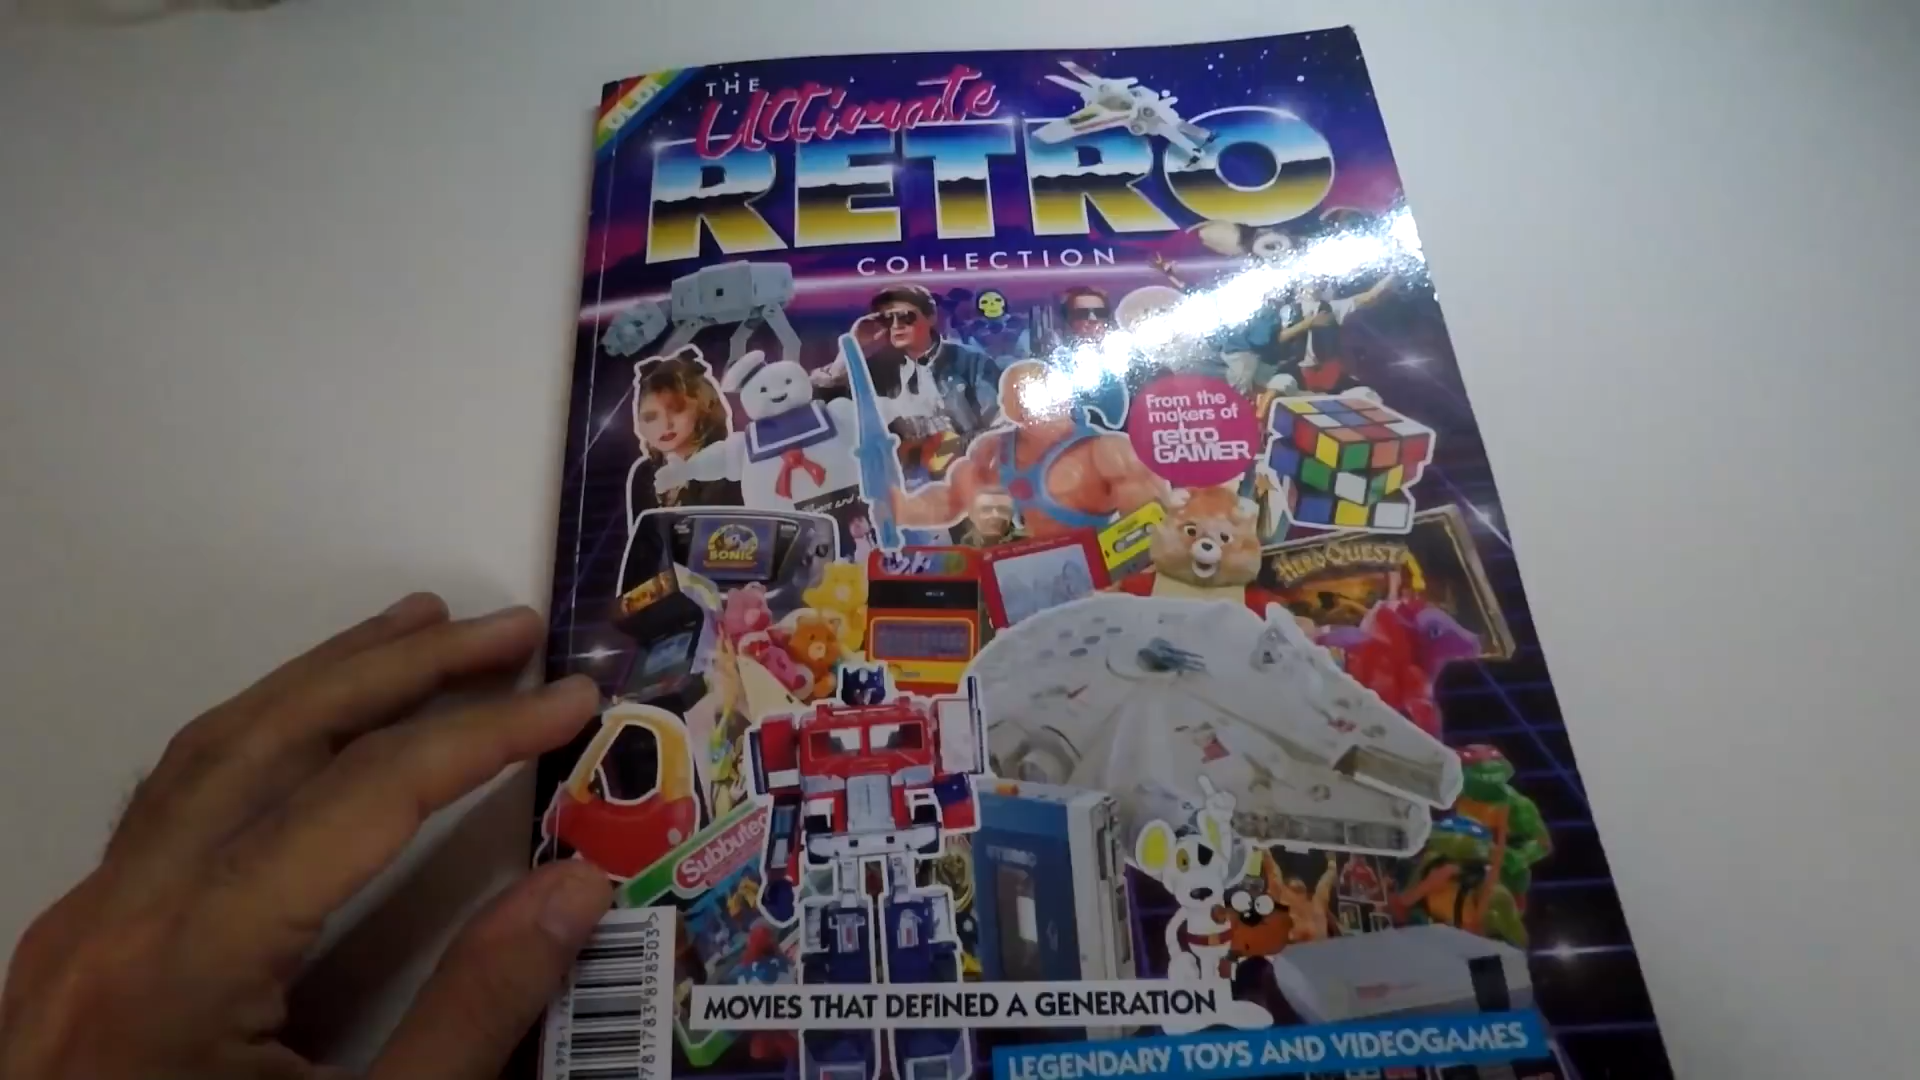 THE
Ultimate
RETRO
COLLECTION
From the
makers of
retro
GAMER
SONIC
HEROQUEST
Subbuteo
MOVIES THAT DEFINED A GENERATION
LEGENDARY TOYS AND VIDEOGAMES
9781783898503